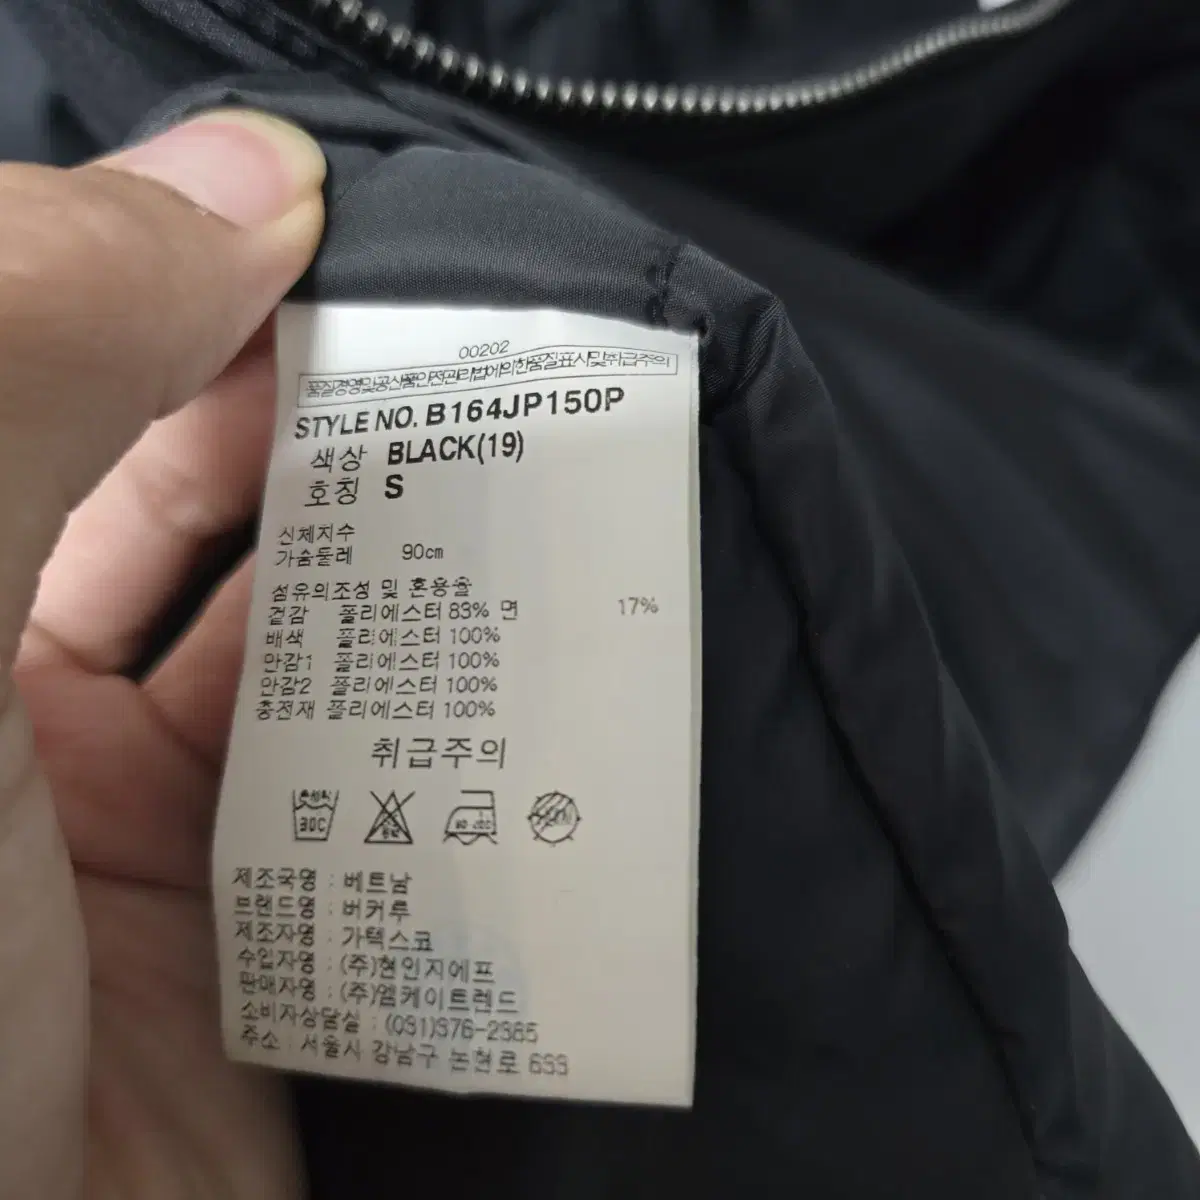 00202
품질경영및공산품안전관리법에의한품질표시및취급주의
STYLE NO. B164JP150P
색상 BLACK(19)
호칭 S
신체치수
가슴둘레 90cm
섬유의조성 및 혼용율
겉감 폴리에스터 83% 면 17%
배색 폴리에스터 100%
안감1 폴리에스터 100%
안감2 폴리에스터 100%
충전재 폴리에스터 100%
취급주의
제조국명 : 베트남
브랜드명 : 버커루
제조자명 : 가텍스코
수입자명 : (주)현인지에프
판매자명 : (주)엠케이트렌드
소비자상담실 : (031)376-2385
주소 : 서울시 강남구 논현로 633